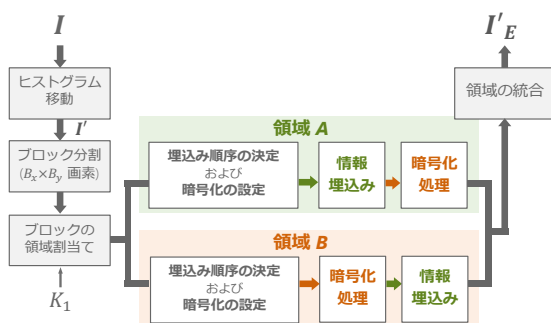 I
ヒストグラム
移動
I'
ブロック分割
(Bx×By 画素)
ブロックの
領域割当て
K1
領域 A
埋込み順序の決定
および
暗号化の設定
情報
埋込み
暗号化
処理
領域 B
埋込み順序の決定
および
暗号化の設定
暗号化
処理
情報
埋込み
I'E
領域の統合